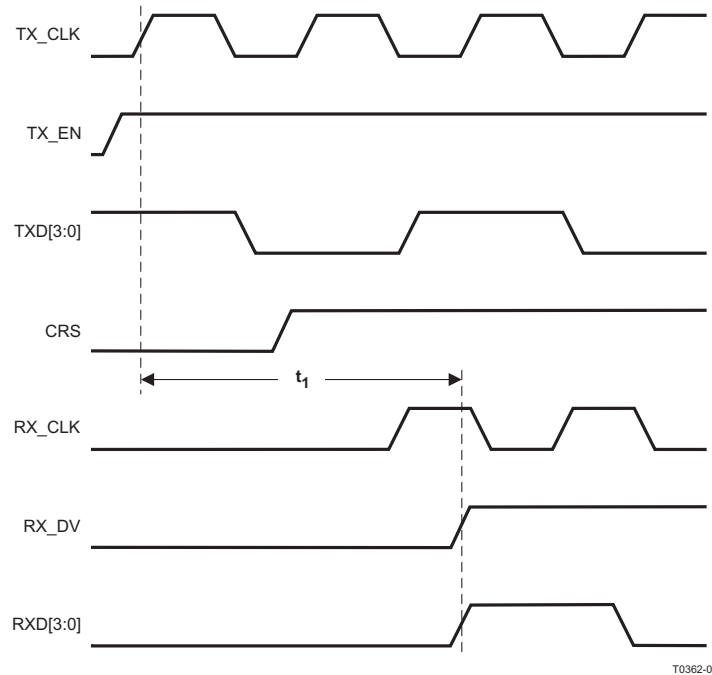 TX_CLK
TX_EN
TXD[3:0]
CRS
t1
RX_CLK
RX_DV
RXD[3:0]
T0362-0